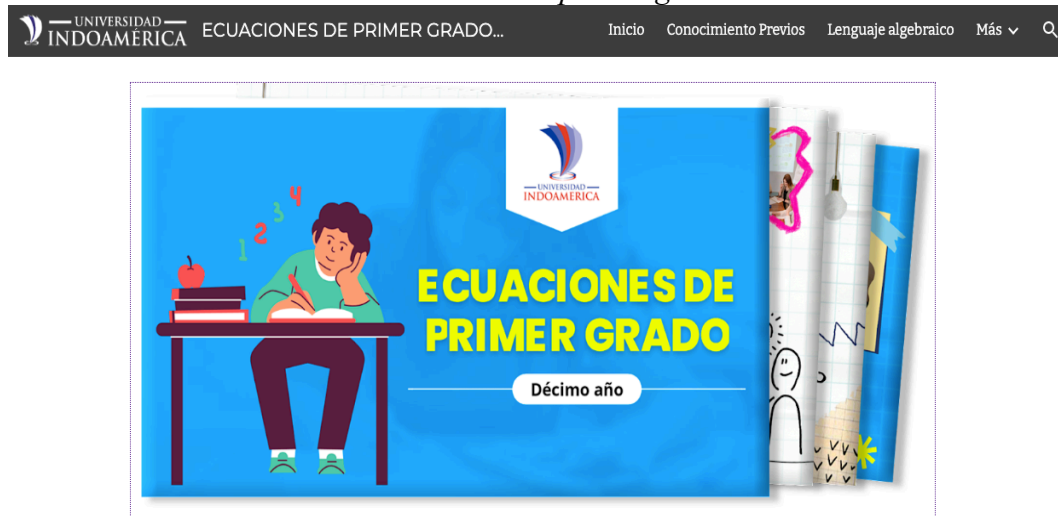 UNIVERSIDAD
INDOAMÉRICA
ECUACIONES DE PRIMER GRADO...
Inicio Conocimiento Previos Lenguaje algebraico Más
UNIVERSIDAD
INDOAMÉRICA
1 2 3 4
ECUACIONES DE
PRIMER GRADO
Décimo año